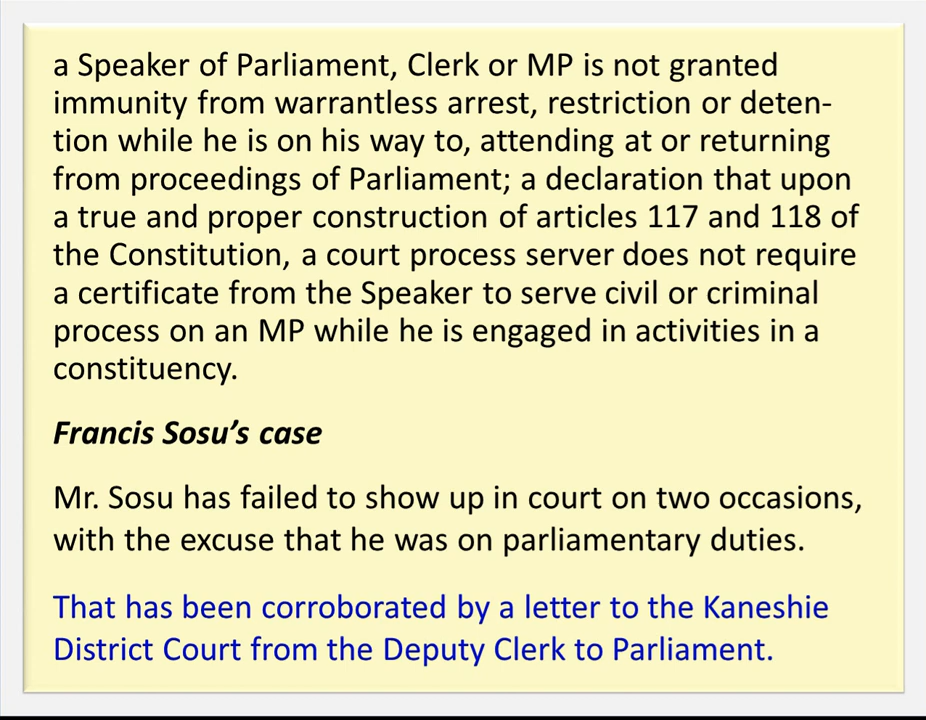 a Speaker of Parliament, Clerk or MP is not granted
immunity from warrantless arrest, restriction or deten-
tion while he is on his way to, attending at or returning
from proceedings of Parliament; a declaration that upon
a true and proper construction of articles 117 and 118 of
the Constitution, a court process server does not require
a certificate from the Speaker to serve civil or criminal
process on an MP while he is engaged in activities in a
constituency.
Francis Sosu’s case
Mr. Sosu has failed to show up in court on two occasions,
with the excuse that he was on parliamentary duties.
That has been corroborated by a letter to the Kaneshie
District Court from the Deputy Clerk to Parliament.